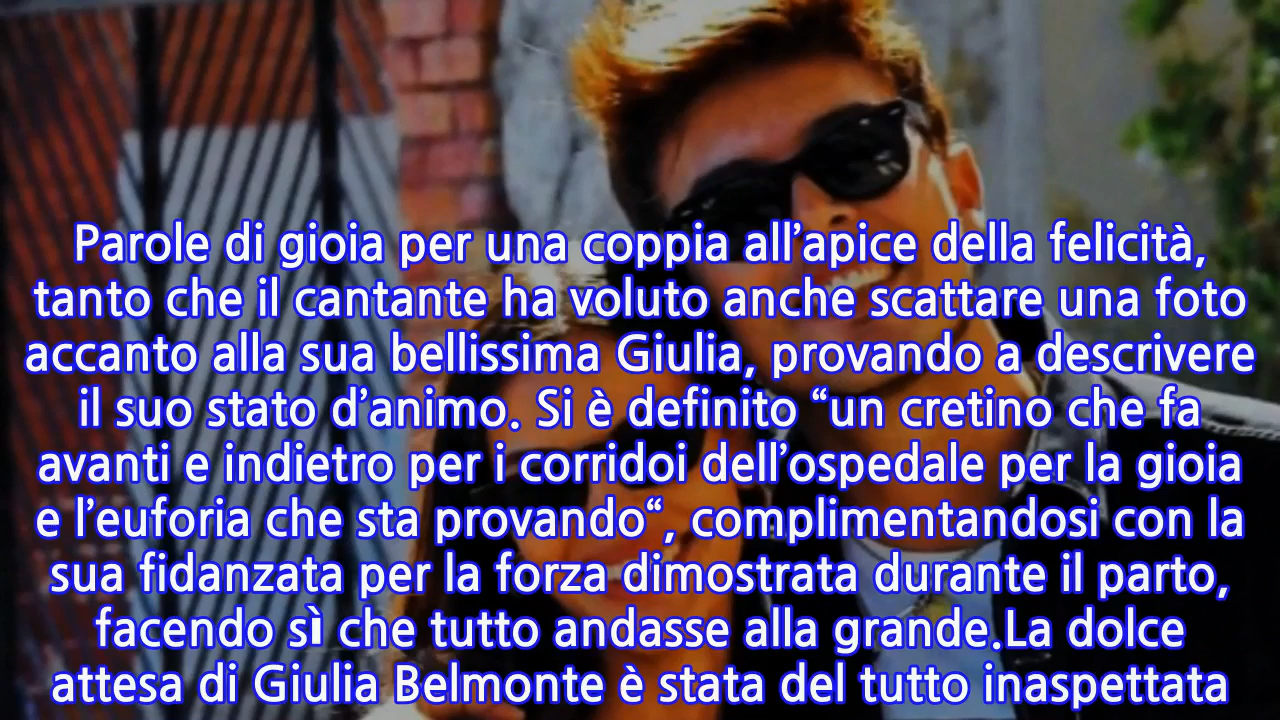 Parole di gioia per una coppia all’apice della felicità,
tanto che il cantante ha voluto anche scattare una foto
accanto alla sua bellissima Giulia, provando a descrivere
il suo stato d’animo. Si è definito “un cretino che fa
avanti e indietro per i corridoi dell’ospedale per la gioia
e l’euforia che sta provando“, complimentandosi con la
sua fidanzata per la forza dimostrata durante il parto,
facendo sì che tutto andasse alla grande.La dolce
attesa di Giulia Belmonte è stata del tutto inaspettata